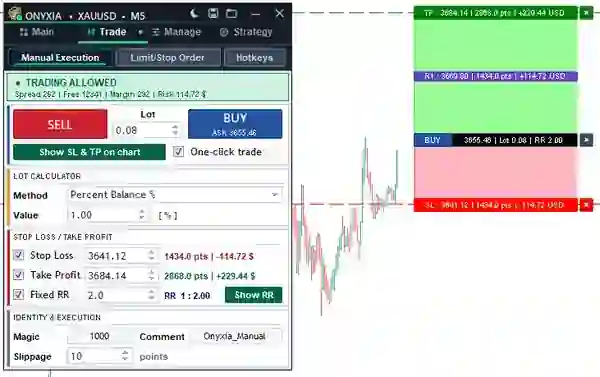 ONYXIA • XAUUSD • M5
Main Trade Manage Strategy
Manual Execution Limit/Stop Order Hotkeys
• TRADING ALLOWED
Spread 262 | Free 12341 | Margin 292 | Risk 114.72 $
SELL
Lot
0.08
BUY
ASK 3655.46
Show SL & TP on chart
One-click trade
LOT CALCULATOR
Method Percent Balance %
Value 1.00 [ % ]
STOP LOSS / TAKE PROFIT
Stop Loss 3641.12 1434.0 pts | -114.72 $
Take Profit 3684.14 2868.0 pts | +229.44 $
Fixed RR 2.0 RR 1 : 2.00 Show RR
IDENTITY & EXECUTION
Magic 1000 Comment Onyxia_Manual
Slippage 10 points
TP 3684.14 | 2868.0 pts | +229.44 USD
R1 3669.80 | 1434.0 pts | +114.72 USD
BUY 3655.46 | Lot 0.08 | RR 2.00
SL 3641.12 | 1434.0 pts | -114.72 USD